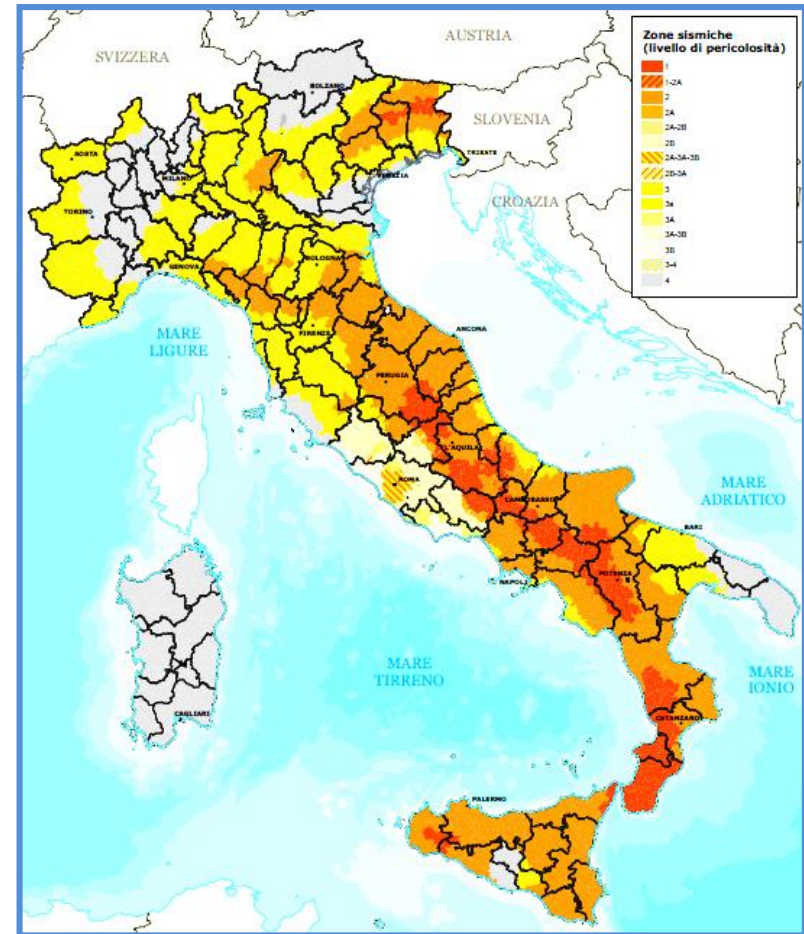 Zone sismiche
(livello di pericolosità)
1
1-2A
2
2A
2A-2B
2B
2A-3A-3B
2B-3A
3
3s
3A
3A-3B
3B
3-4
4
AUSTRIA
SVIZZERA
BOLZANO
SLOVENIA
TRIESTE
AOSTA
MILANO
VENEZIA
CROAZIA
TORINO
GENOVA
BOLOGNA
FIRENZE
ANCONA
MARE
LIGURE
PERUGIA
L'AQUILA
ROMA
CAMPOBASSO
MARE
ADRIATICO
BARI
NAPOLI
POTENZA
MARE
TIRRENO
MARE
IONIO
CAGLIARI
CATANZARO
PALERMO